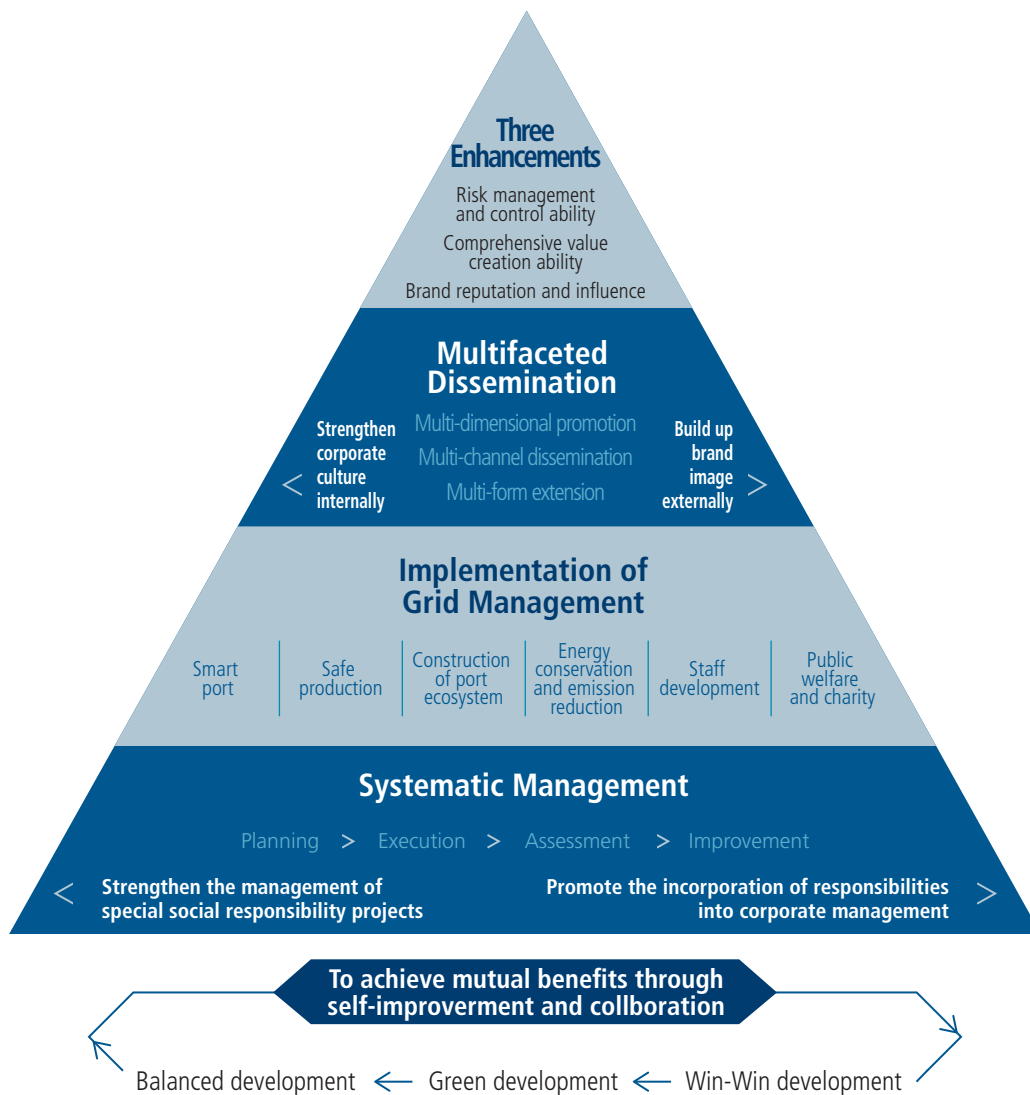 Three
Enhancements
Risk management
and control ability
Comprehensive value
creation ability
Brand reputation and influence
Multifaceted
Dissemination
Strengthen
corporate
culture
internally
Multi-dimensional promotion
Multi-channel dissemination
Multi-form extension
Build up
brand
image
externally
Implementation of
Grid Management
Smart
port
Safe
production
Construction
of port
ecosystem
Energy
conservation
and emission
reduction
Staff
development
Public
welfare
and charity
Systematic Management
Planning > Execution > Assessment > Improvement
Strengthen the management of
special social responsibility projects
Promote the incorporation of responsibilities
into corporate management
To achieve mutual benefits through
self-improverment and collboration
Balanced development ← Green development ← Win-Win development